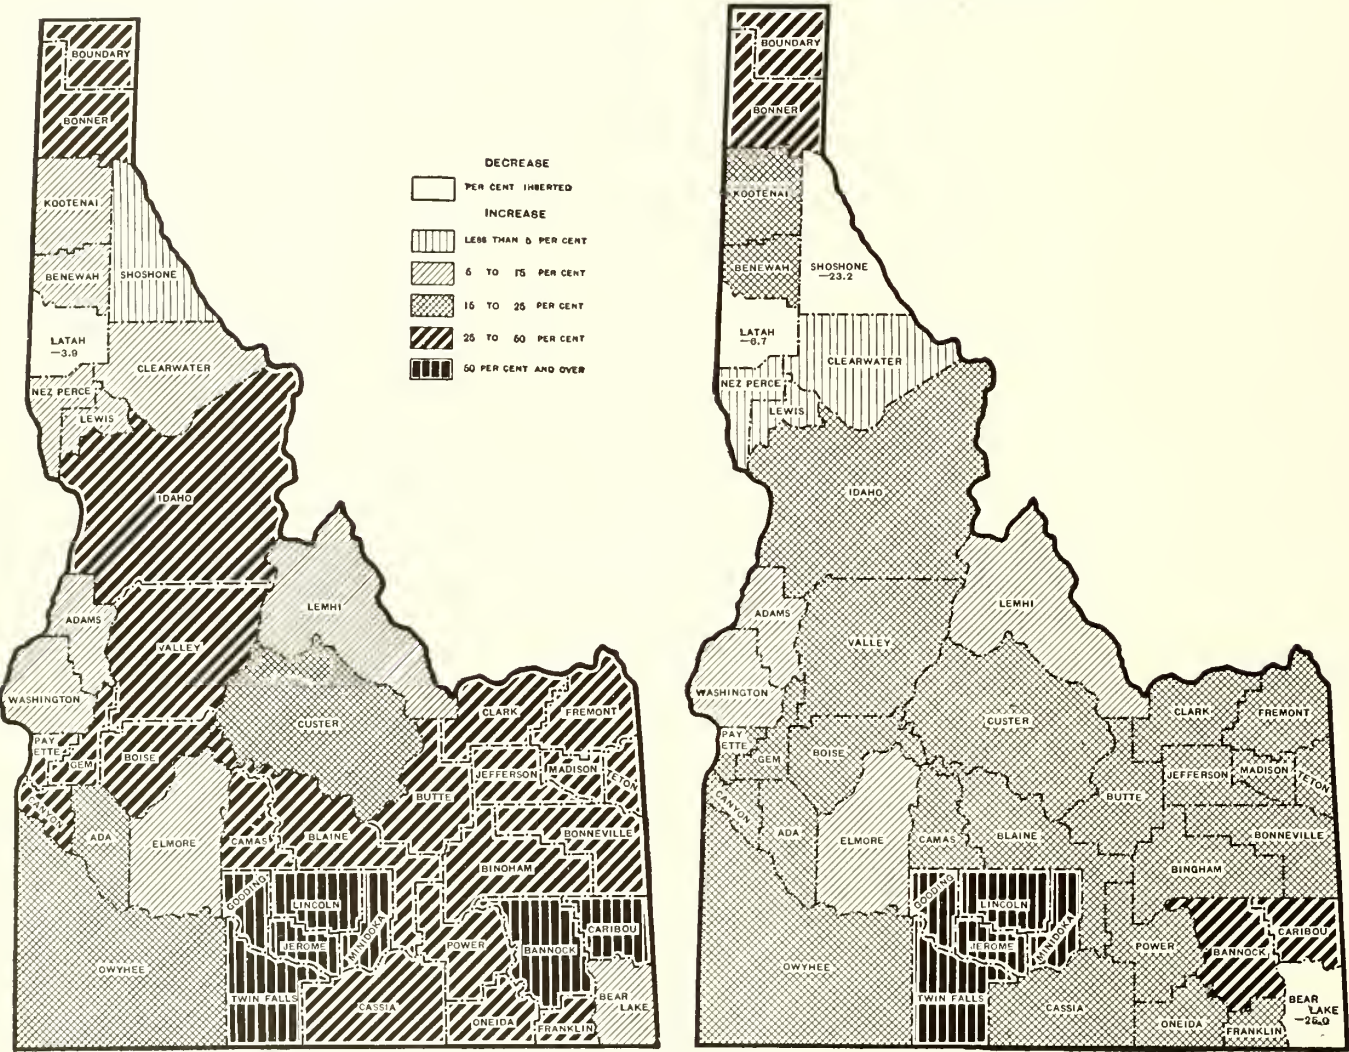 BOUNDARY
BONNER
KOOTENAI
BENEWAH
SHOSHONE
LATAH
—3.9
CLEARWATER
NEZ PERCE
LEWIS
IDAHO
LEMHI
ADAMS
VALLEY
WASHINGTON
CUSTER
CLARK
FREMONT
PAY
ETTE
GEM
BOISE
JEFFERSON
MADISON
TETON
BUTTE
CANYON
ADA
ELMORE
CAMAS
BLAINE
BONNEVILLE
BINGHAM
GOODING
LINCOLN
JEROME
MINIDOKA
POWER
BANNOCK
CARIBOU
OWYHEE
TWIN FALLS
CASSIA
ONEIDA
FRANKLIN
BEAR
LAKE
DECREASE
PER CENT INSERTED
INCREASE
LESS THAN 5 PER CENT
5 TO 15 PER CENT
15 TO 25 PER CENT
25 TO 50 PER CENT
50 PER CENT AND OVER
BOUNDARY
BONNER
KOOTENAI
BENEWAH
SHOSHONE
—23.2
LATAH
—6.7
CLEARWATER
NEZ PERCE
LEWIS
IDAHO
LEMHI
ADAMS
VALLEY
WASHINGTON
CUSTER
CLARK
FREMONT
PAY
ETTE
GEM
BOISE
JEFFERSON
MADISON
TETON
BUTTE
CANYON
ADA
ELMORE
CAMAS
BLAINE
BONNEVILLE
BINGHAM
GOODING
LINCOLN
JEROME
MINIDOKA
POWER
BANNOCK
CARIBOU
OWYHEE
TWIN FALLS
CASSIA
ONEIDA
FRANKLIN
BEAR
LAKE